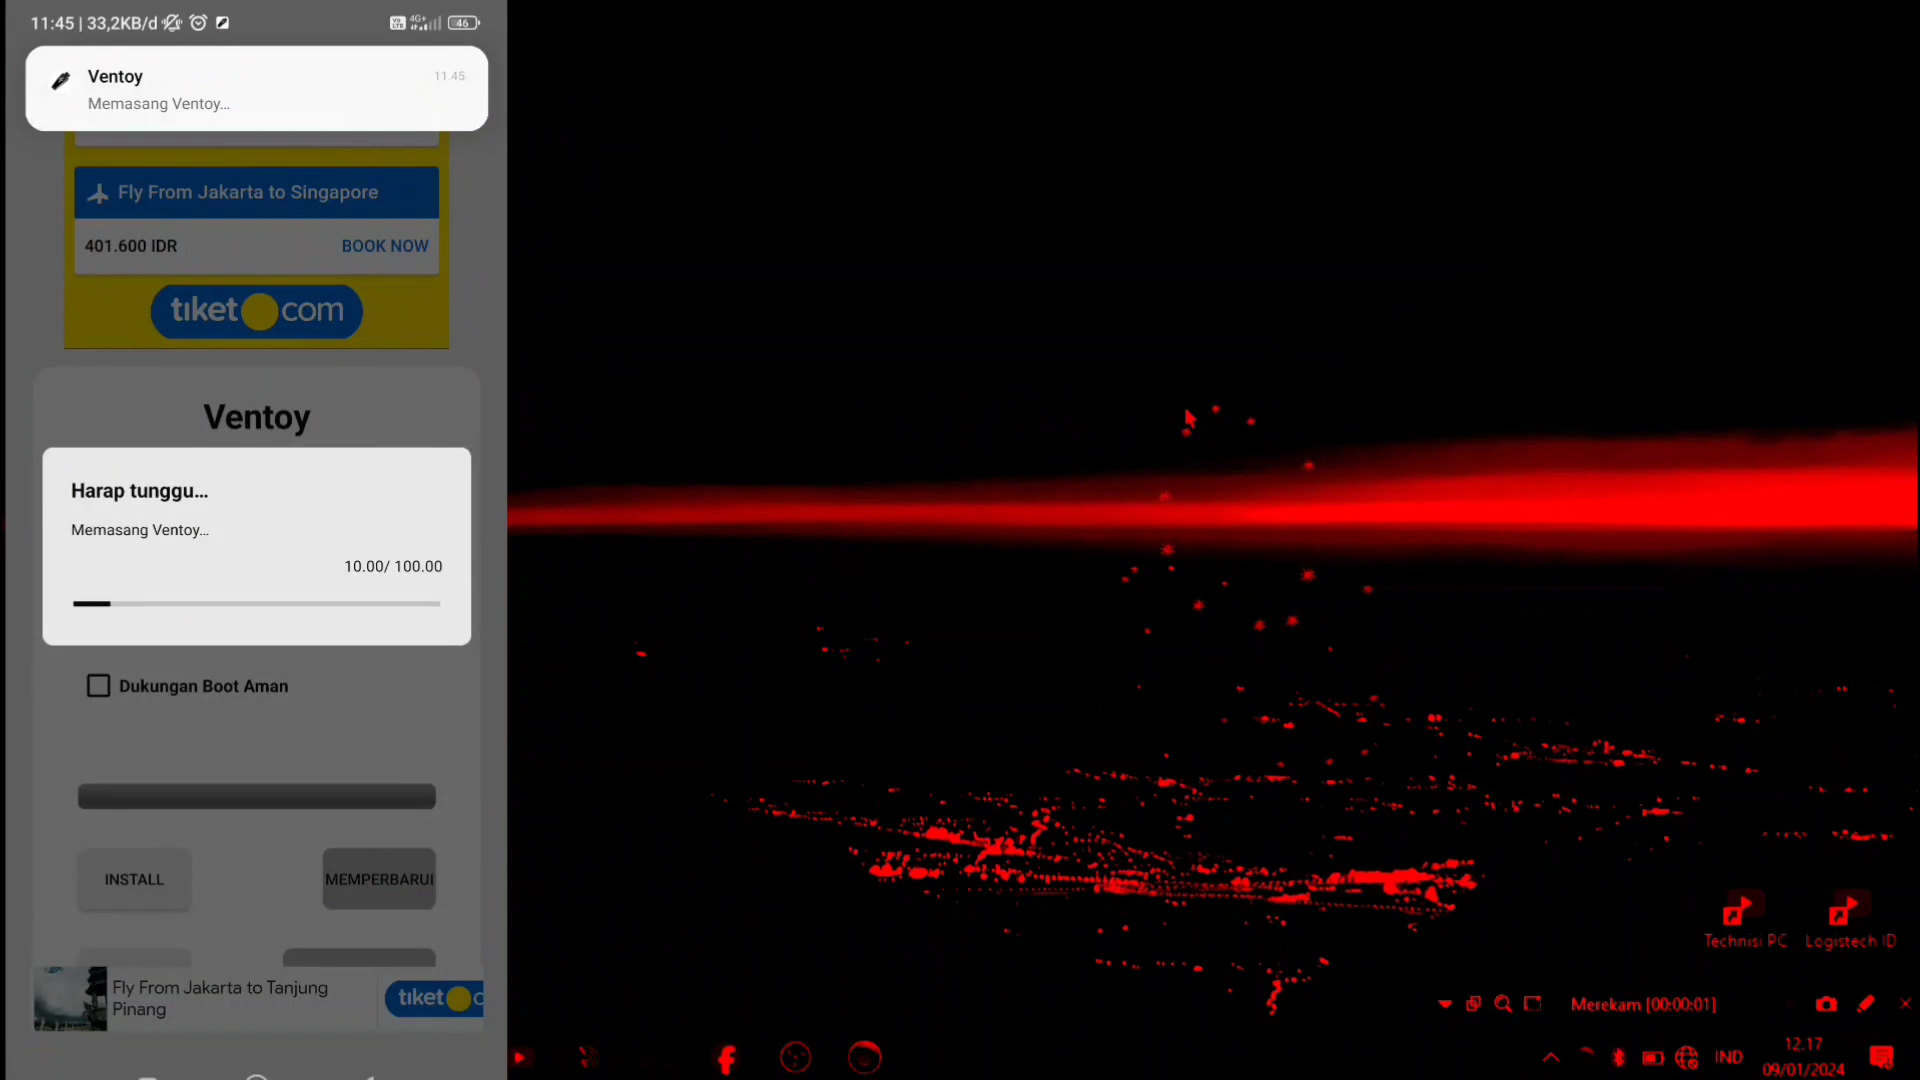 11:45 | 33,2KB/d
4G+
46
Ventoy
11.45
Memasang Ventoy...
Fly From Jakarta to Singapore
401.600 IDR
BOOK NOW
tiket com
Ventoy
Harap tunggu...
Memasang Ventoy...
10.00/ 100.00
Dukungan Boot Aman
INSTALL
MEMPERBARUI
Fly From Jakarta to Tanjung
Pinang
tiket c
Technisi PC
Logistech ID
Merekam [00:00:01]
IND
12.17
09/01/2024